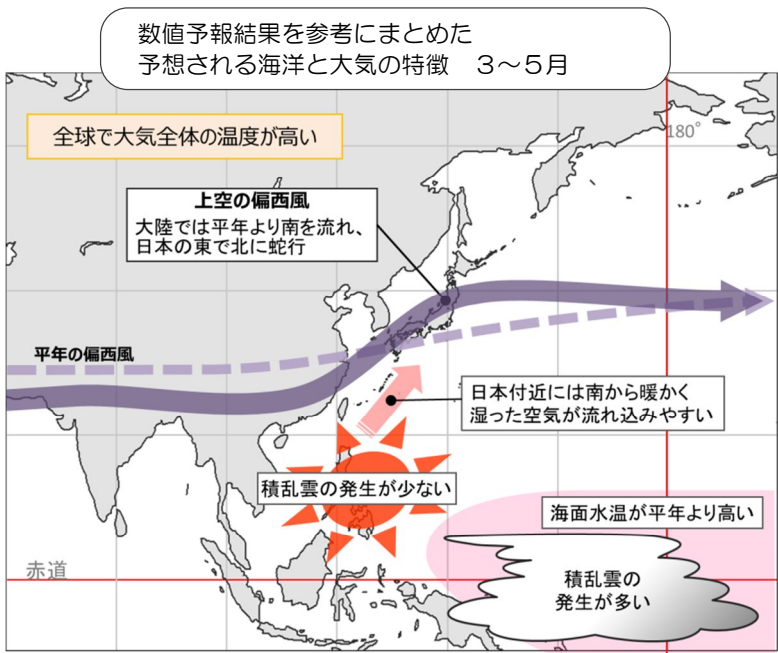 数値予報結果を参考にまとめた
予想される海洋と大気の特徴　３～５月
180°
全球で大気全体の温度が高い
上空の偏西風
大陸では平年より南を流れ、
日本の東で北に蛇行
平年の偏西風
日本付近には南から暖かく
湿った空気が流れ込みやすい
積乱雲の発生が少ない
海面水温が平年より高い
赤道
積乱雲の
発生が多い